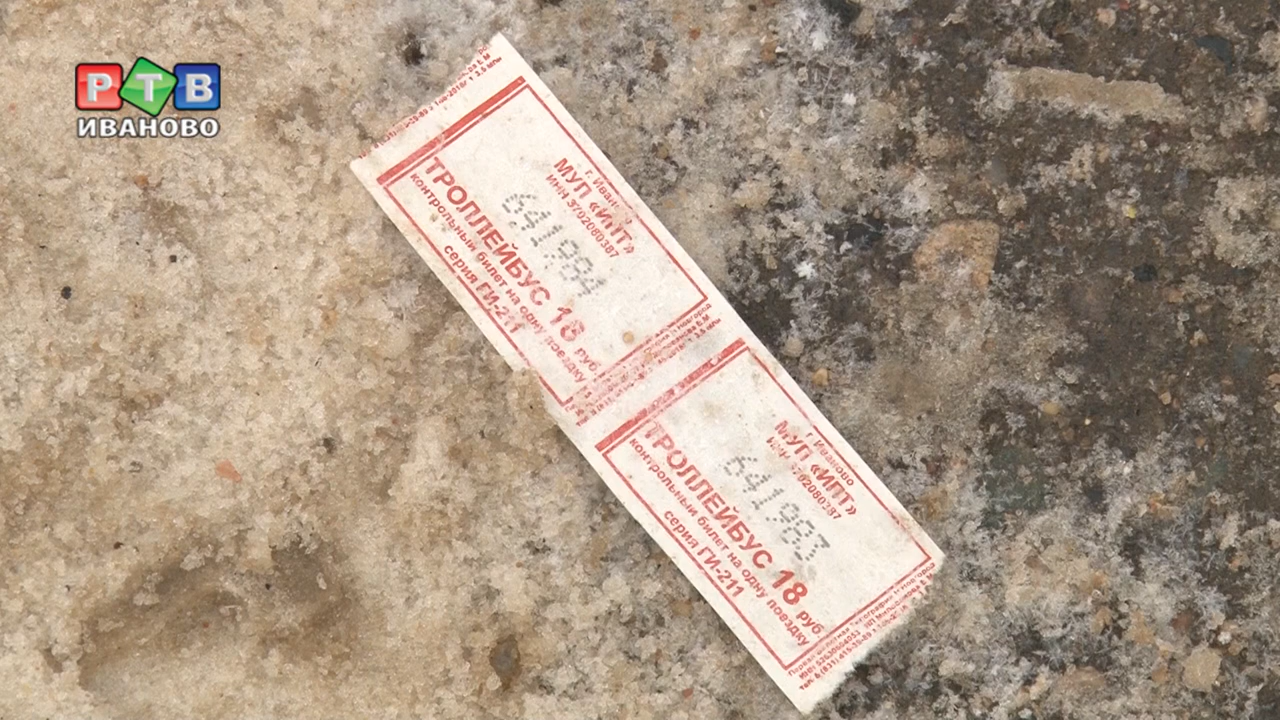 РТВ
ИВАНОВО
г. Иваново
МУП «ИПТ»
ИНН 3702080387
641984
ТРОЛЛЕЙБУС 18 руб.
контрольный билет на одну поездку
серия ГИ-211
г. Иваново
МУП «ИПТ»
ИНН 3702080387
641983
ТРОЛЛЕЙБУС 18 руб.
контрольный билет на одну поездку
серия ГИ-211